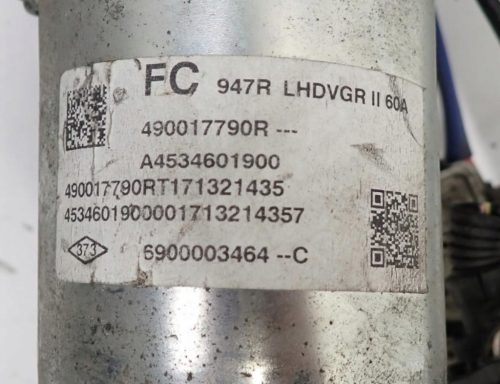 FC 947R LHDVGR II 60A
490017790R ---
A4534601900
490017790RT171321435
45346019000001713214357
373 6900003464 --C